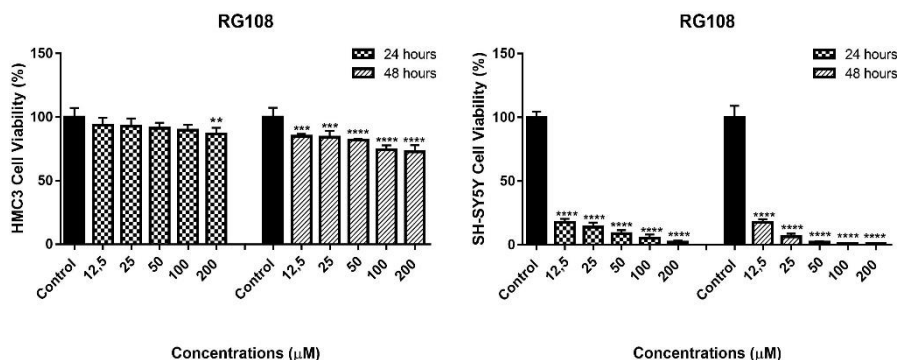 RG108
24 hours
48 hours
HMC3 Cell Viability (%)
150
100
50
0
** *** *** **** **** ****
Control 12,5 25 50 100 200 Control 12,5 25 50 100 200
Concentrations (μM)
RG108
24 hours
48 hours
SH-SY5Y Cell Viability (%)
150
100
50
0
**** **** **** **** **** **** **** **** **** ****
Control 12,5 25 50 100 200 Control 12,5 25 50 100 200
Concentrations (μM)